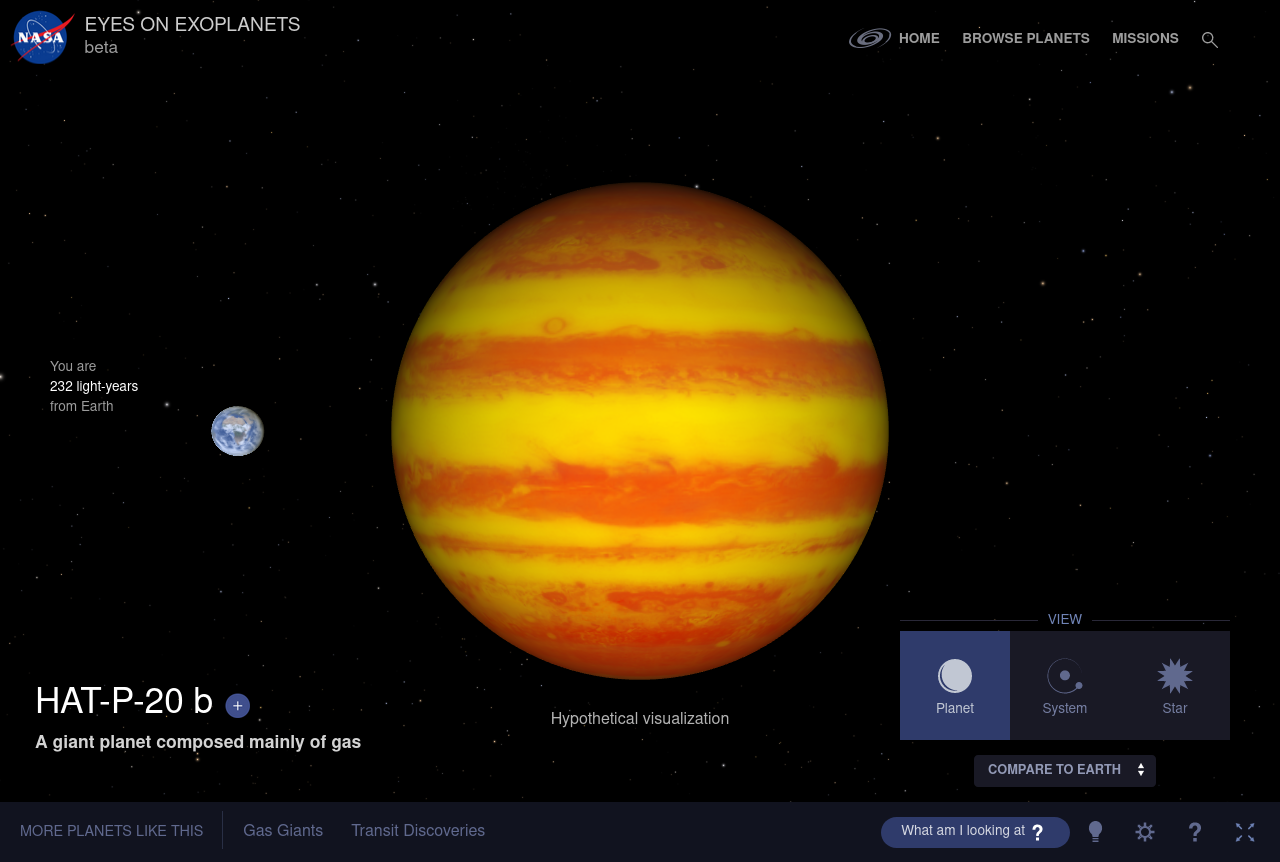 NASA
EYES ON EXOPLANETS
beta
HOME
BROWSE PLANETS
MISSIONS
You are
232 light-years
from Earth
HAT-P-20 b
+
A giant planet composed mainly of gas
Hypothetical visualization
VIEW
Planet
System
Star
COMPARE TO EARTH
MORE PLANETS LIKE THIS
Gas Giants
Transit Discoveries
What am I looking at ?
?